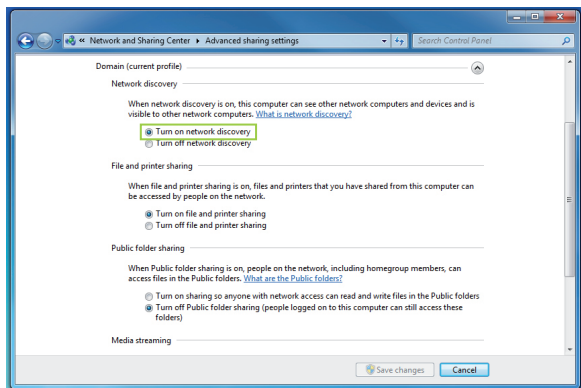 « Network and Sharing Center ▸ Advanced sharing settings
Search Control Panel
Domain (current profile)
Network discovery
When network discovery is on, this computer can see other network computers and devices and is
visible to other network computers. What is network discovery?
Turn on network discovery
Turn off network discovery
File and printer sharing
When file and printer sharing is on, files and printers that you have shared from this computer can
be accessed by people on the network.
Turn on file and printer sharing
Turn off file and printer sharing
Public folder sharing
When Public folder sharing is on, people on the network, including homegroup members, can
access files in the Public folders. What are the Public folders?
Turn on sharing so anyone with network access can read and write files in the Public folders
Turn off Public folder sharing (people logged on to this computer can still access these
folders)
Media streaming
Save changes
Cancel